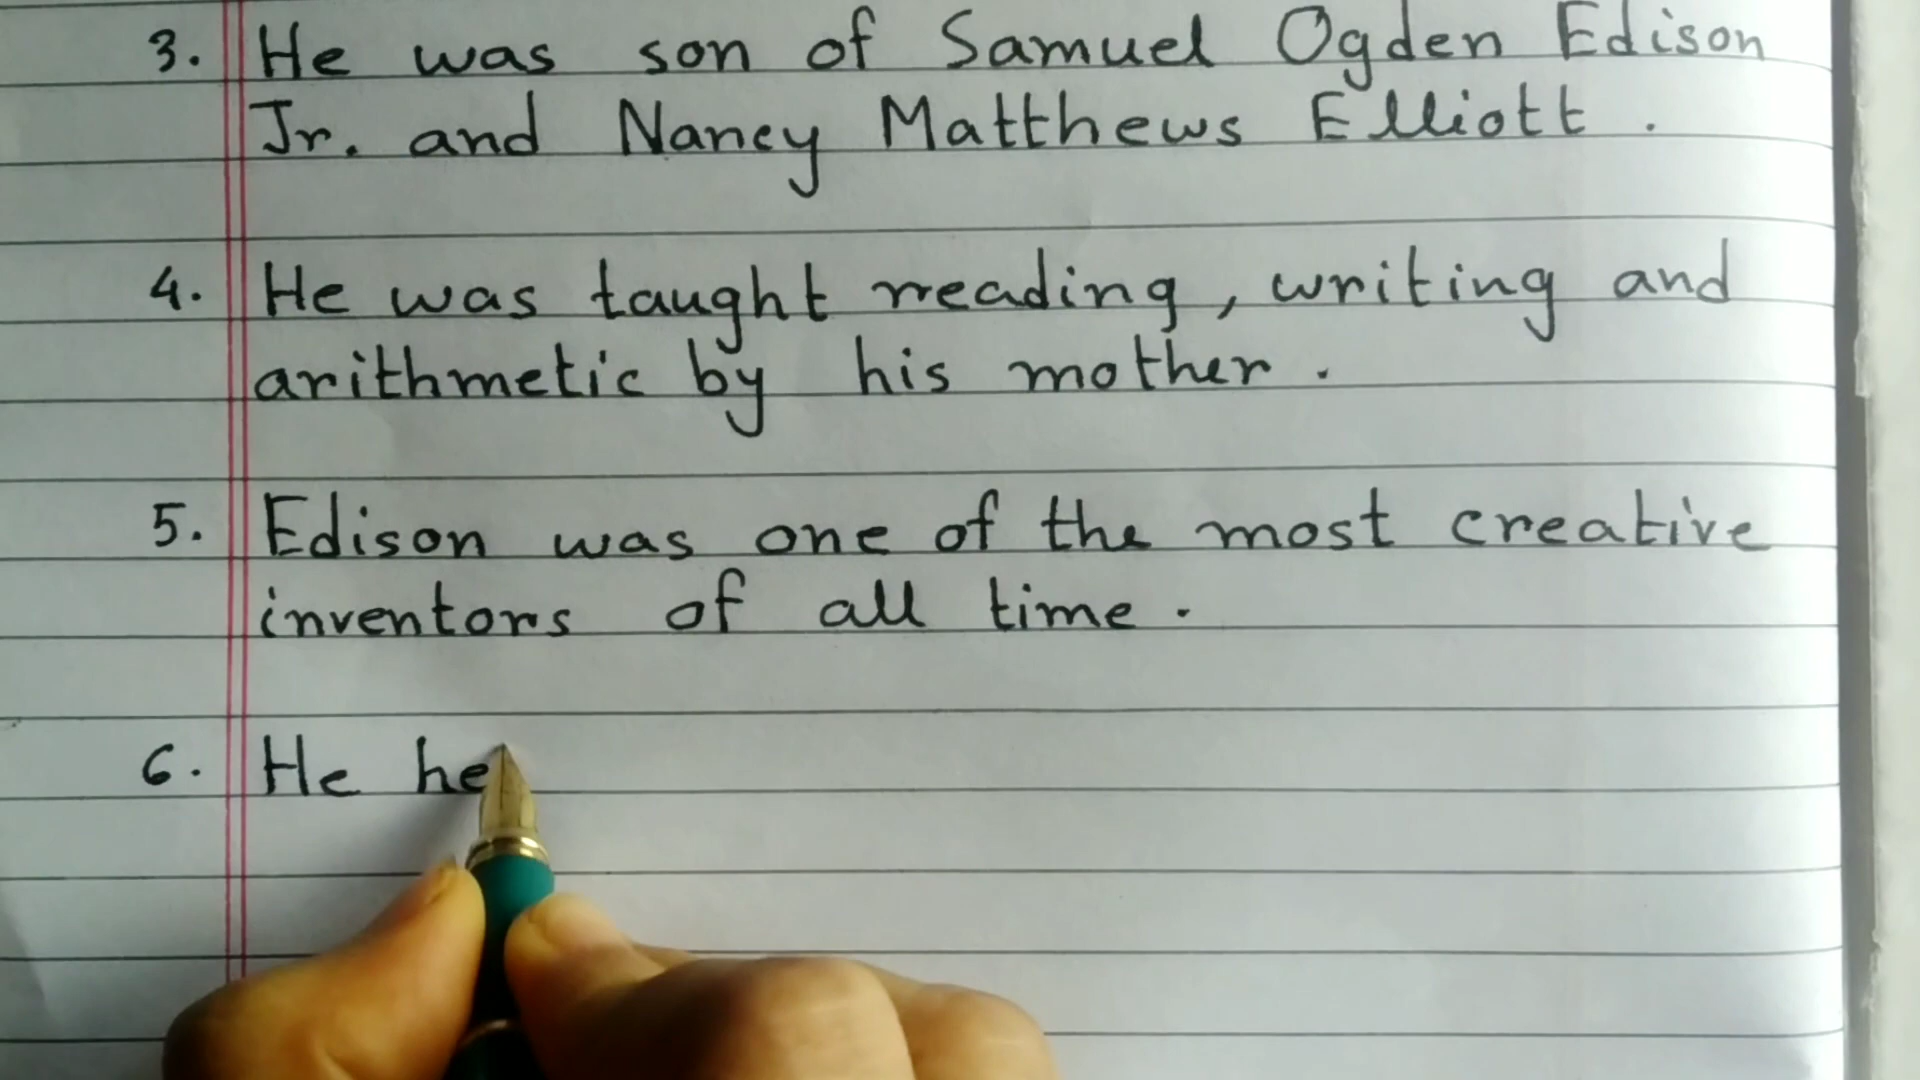 3. He was son of Samuel Ogden Edison
Jr. and Nancy Matthews Elliott .
4. He was taught reading, writing and
arithmetic by his mother .
5. Edison was one of the most creative
inventors of all time .
6. He he